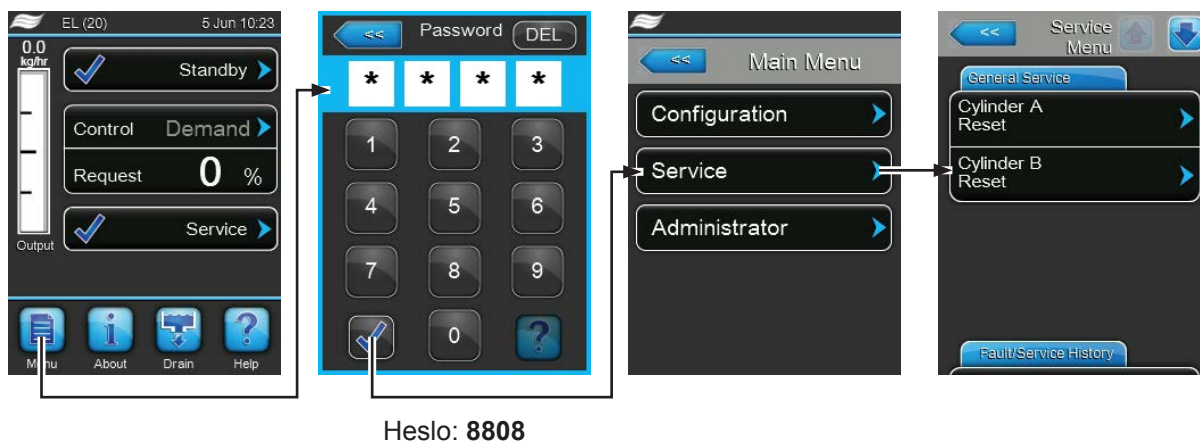 EL (20) 5 Jun 10:23
0.0
kg/hr
Standby
Control Demand
Request 0 %
Service
Output
Menu About Drain Help
<< Password DEL
* * * *
1 2 3
4 5 6
7 8 9
0 ?
<< Main Menu
Configuration
Service
Administrator
<< Service
Menu
General Service
Cylinder A
Reset
Cylinder B
Reset
Fault/Service History
Heslo: 8808